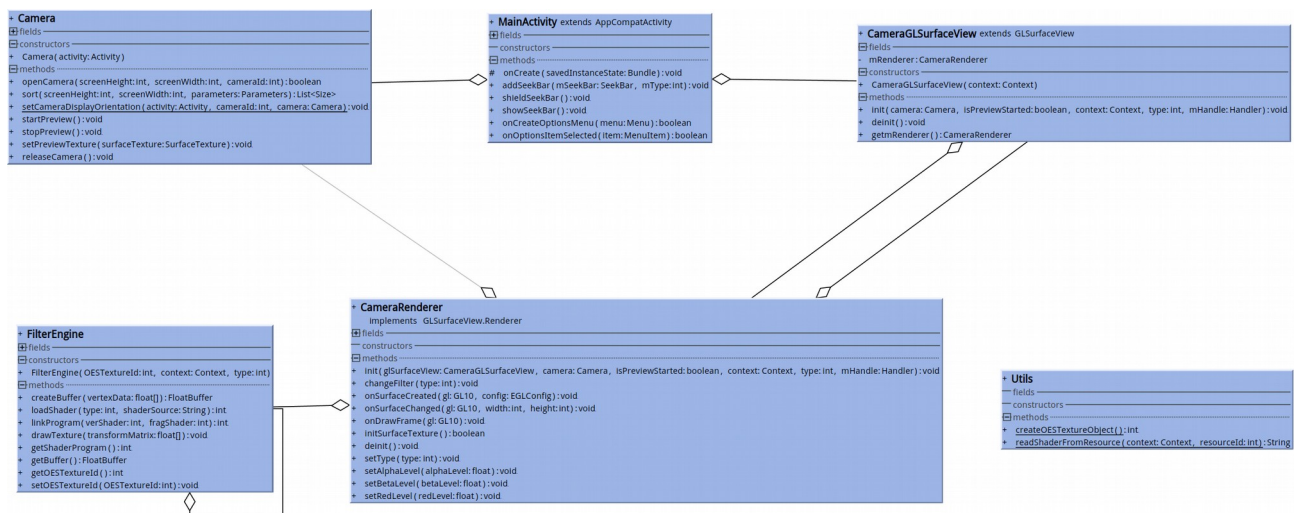 + Camera
fields
constructors
+ Camera(activity:Activity)
methods
+ openCamera(screenHeight:int, screenWidth:int, cameraId:int):boolean
+ sort(screenHeight:int, screenWidth:int, parameters:Parameters):List<Size>
+ setCameraDisplayOrientation(activity:Activity, cameraId:int, camera:Camera):void
+ startPreview():void
+ stopPreview():void
+ setPreviewTexture(surfaceTexture:SurfaceTexture):void
+ releaseCamera():void
+ MainActivity extends AppCompatActivity
fields
constructors
methods
# onCreate(savedInstanceState:Bundle):void
+ addSeekBar(mSeekBar:SeekBar, mType:int):void
+ shieldSeekBar():void
+ showSeekBar():void
+ onCreateOptionsMenu(menu:Menu):boolean
+ onOptionsItemSelected(item:MenuItem):boolean
+ CameraGLSurfaceView extends GLSurfaceView
fields
- mRenderer:CameraRenderer
constructors
+ CameraGLSurfaceView(context:Context)
methods
+ init(camera:Camera, isPreviewStarted:boolean, context:Context, type:int, mHandle:Handler):void
+ deinit():void
+ getmRenderer():CameraRenderer
+ FilterEngine
fields
constructors
+ FilterEngine(OESTextureId:int, context:Context, type:int)
methods
+ createBuffer(vertexData:float[]):FloatBuffer
+ loadShader(type:int, shaderSource:String):int
+ linkProgram(verShader:int, fragShader:int):int
+ drawTexture(transformMatrix:float[]):void
+ getShaderProgram():int
+ getBuffer():FloatBuffer
+ getOESTextureId():int
+ setOESTextureId(OESTextureId:int):void
+ CameraRenderer
implements GLSurfaceView.Renderer
fields
constructors
methods
+ init(glSurfaceView:CameraGLSurfaceView, camera:Camera, isPreviewStarted:boolean, context:Context, type:int, mHandle:Handler):void
+ changeFilter(type:int):void
+ onSurfaceCreated(gl:GL10, config:EGLConfig):void
+ onSurfaceChanged(gl:GL10, width:int, height:int):void
+ onDrawFrame(gl:GL10):void
+ initSurfaceTexture():boolean
+ deinit():void
+ setType(type:int):void
+ setAlphaLevel(alphaLevel:float):void
+ setBetaLevel(betaLevel:float):void
+ setRedLevel(redLevel:float):void
+ Utils
fields
constructors
methods
+ createOESTextureObject():int
+ readShaderFromResource(context:Context, resourceId:int):String